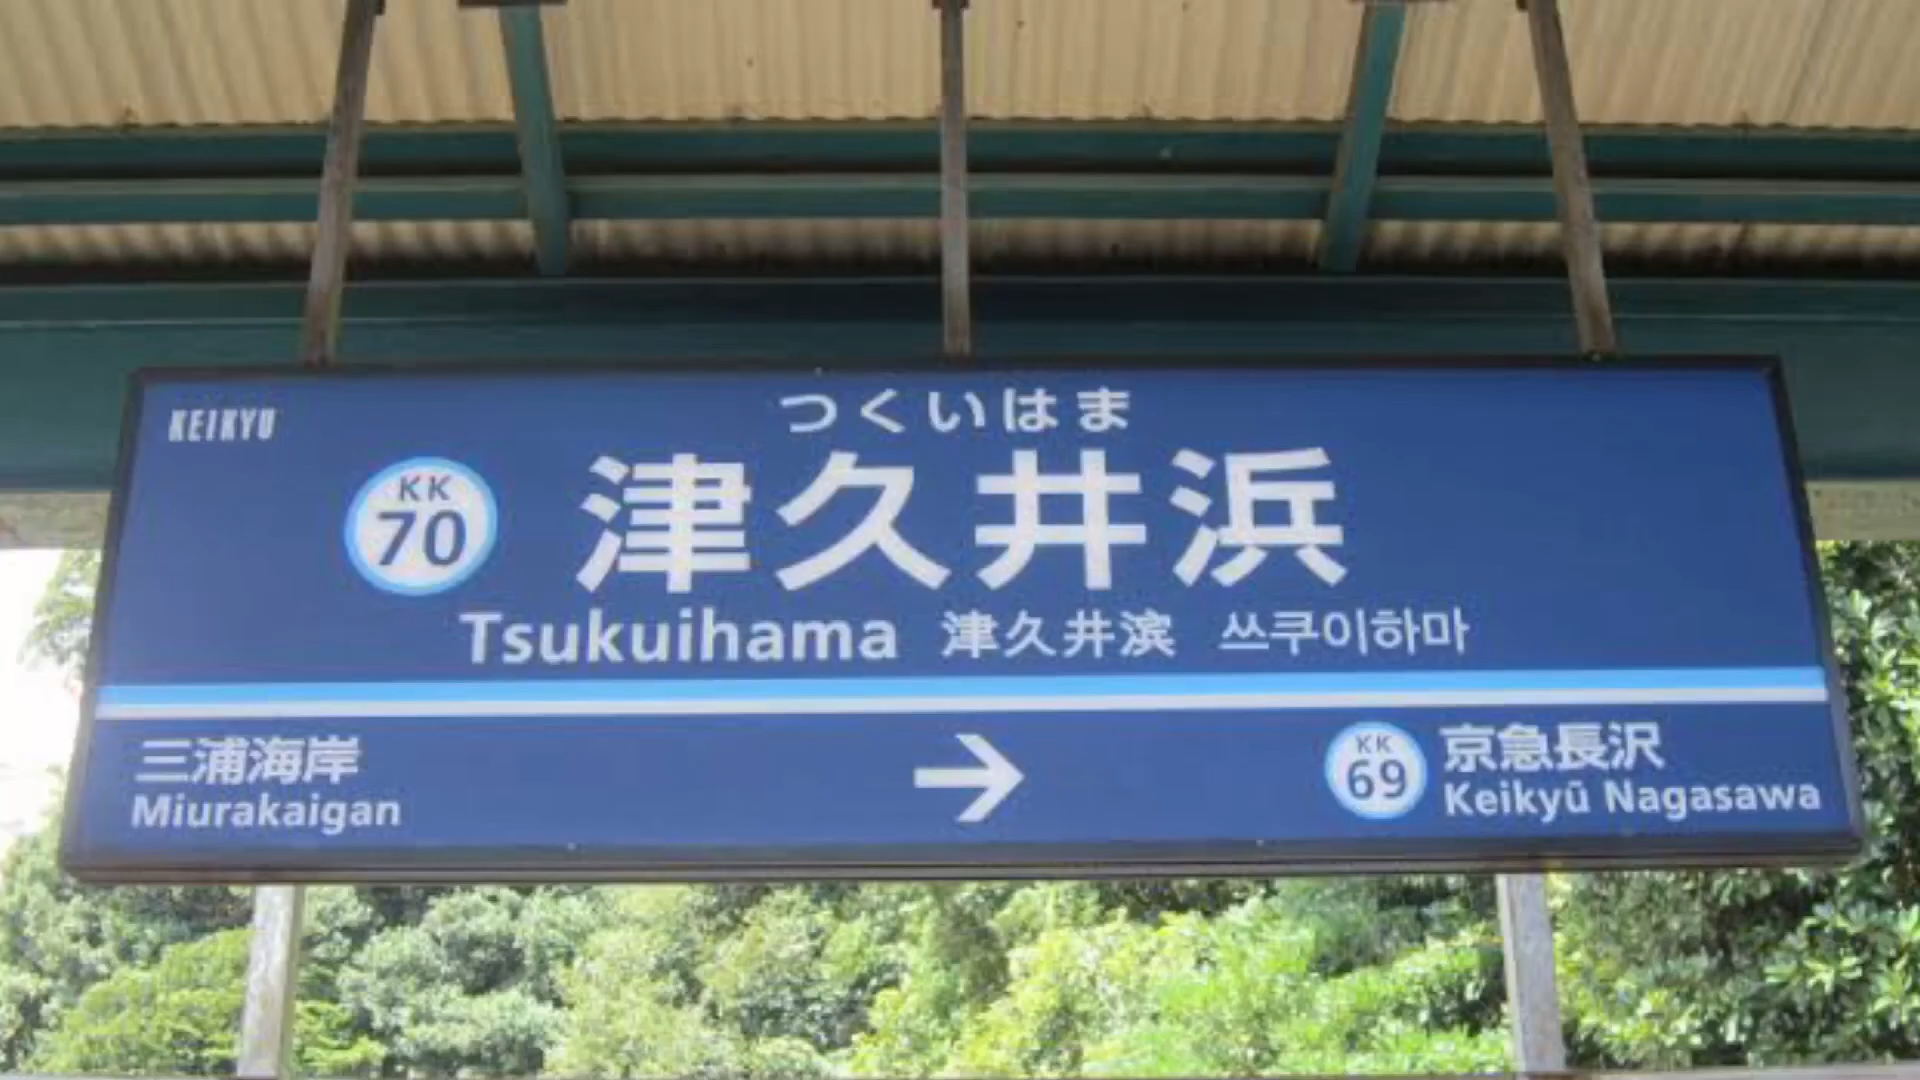 KEIKYU
つくいはま
KK
70
津久井浜
Tsukuihama 津久井滨 쓰쿠이하마
三浦海岸
Miurakaigan
→
KK
69
京急長沢
Keikyū Nagasawa